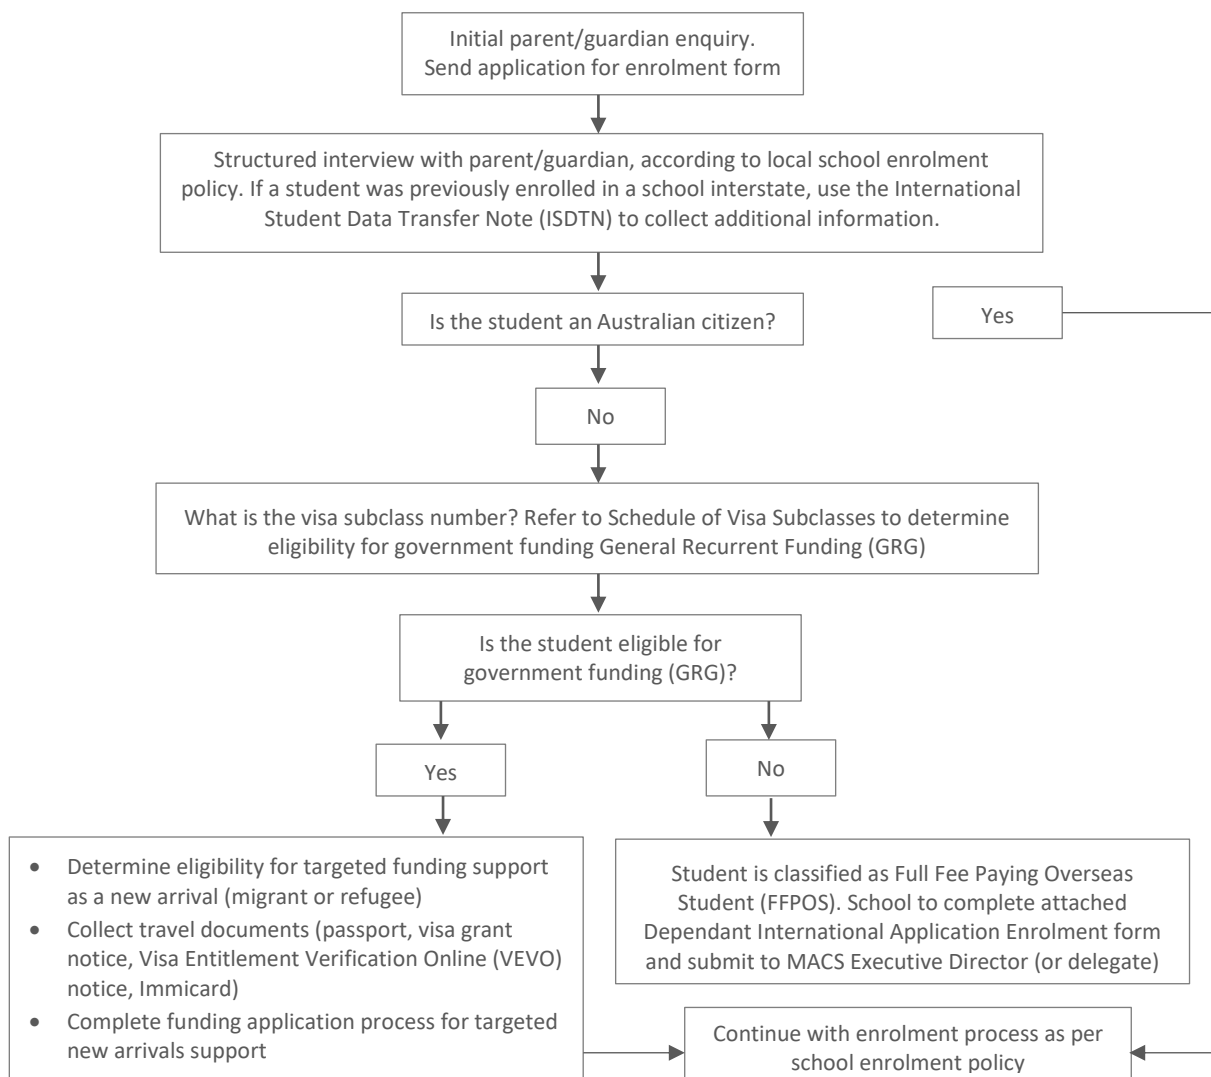 Initial parent/guardian enquiry.
Send application for enrolment form
Structured interview with parent/guardian, according to local school enrolment
policy. If a student was previously enrolled in a school interstate, use the International
Student Data Transfer Note (ISDTN) to collect additional information.
Is the student an Australian citizen?
Yes
No
What is the visa subclass number? Refer to Schedule of Visa Subclasses to determine
eligibility for government funding General Recurrent Funding (GRG)
Is the student eligible for
government funding (GRG)?
Yes
No
• Determine eligibility for targeted funding support
as a new arrival (migrant or refugee)
• Collect travel documents (passport, visa grant
notice, Visa Entitlement Verification Online (VEVO)
notice, Immicard)
• Complete funding application process for targeted
new arrivals support
Student is classified as Full Fee Paying Overseas
Student (FFPOS). School to complete attached
Dependant International Application Enrolment form
and submit to MACS Executive Director (or delegate)
Continue with enrolment process as per
school enrolment policy